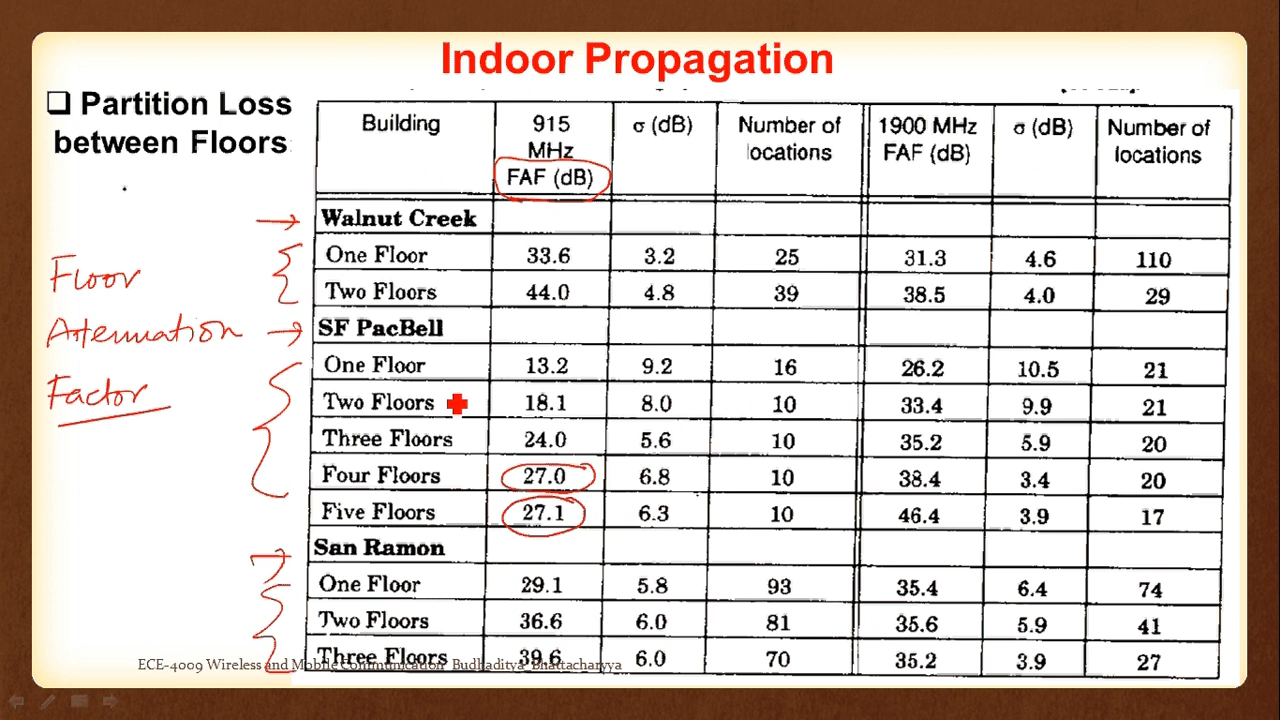 Indoor Propagation
❑ Partition Loss
between Floors
Building 915 MHz FAF (dB) σ (dB) Number of locations 1900 MHz FAF (dB) σ (dB) Number of locations
Walnut Creek
One Floor 33.6 3.2 25 31.3 4.6 110
Two Floors 44.0 4.8 39 38.5 4.0 29
SF PacBell
One Floor 13.2 9.2 16 26.2 10.5 21
Two Floors 18.1 8.0 10 33.4 9.9 21
Three Floors 24.0 5.6 10 35.2 5.9 20
Four Floors 27.0 6.8 10 38.4 3.4 20
Five Floors 27.1 6.3 10 46.4 3.9 17
San Ramon
One Floor 29.1 5.8 93 35.4 6.4 74
Two Floors 36.6 6.0 81 35.6 5.9 41
Three Floors 39.6 6.0 70 35.2 3.9 27
Floor
Attenuation
Factor
ECE-4009 Wireless and Mobile Communication Budhaditya Bhattacharyya